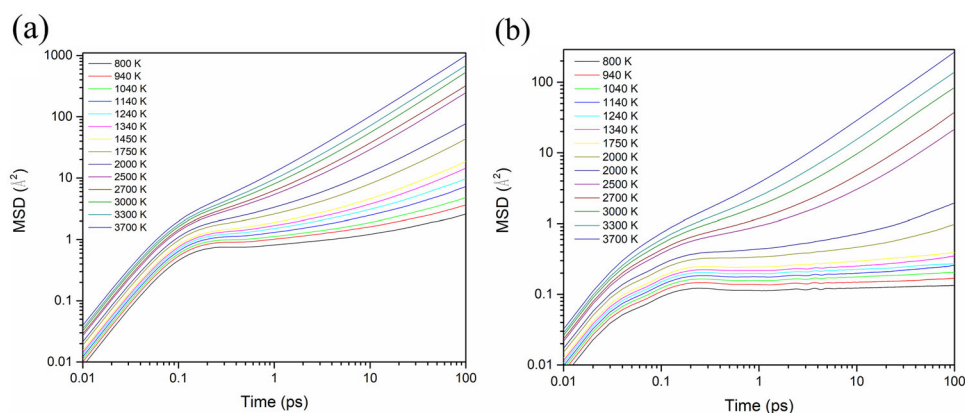 (a)
1000
100
10
1
0.1
0.01
MSD (Å²)
800 K
940 K
1040 K
1140 K
1240 K
1340 K
1450 K
1750 K
2000 K
2500 K
2700 K
3000 K
3300 K
3700 K
0.01 0.1 1 10 100
Time (ps)
(b)
100
10
1
0.1
0.01
MSD (Å²)
800 K
940 K
1040 K
1140 K
1240 K
1340 K
1750 K
2000 K
2000 K
2500 K
2700 K
3000 K
3300 K
3700 K
0.01 0.1 1 10 100
Time (ps)